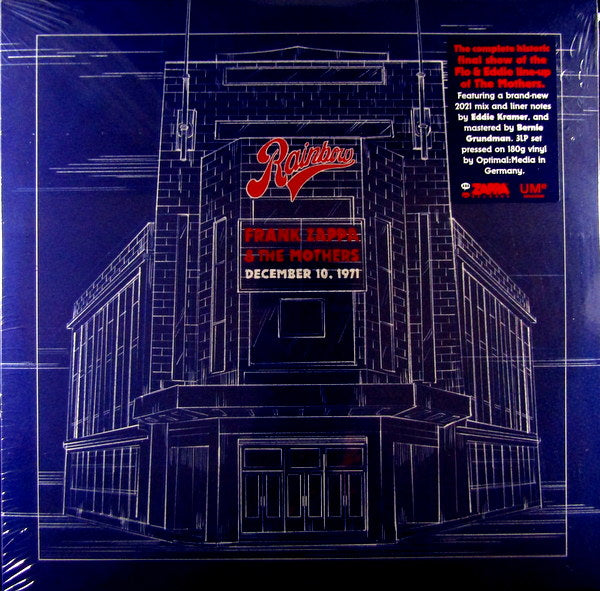 The complete historic
final show of the
Flo & Eddie line-up
of The Mothers.
Featuring a brand-new
2021 mix and liner notes
by Eddie Kramer, and
mastered by Bernie
Grundman. 3LP set
pressed on 180g vinyl
by Optimal:Media in
Germany.
ZAPPA
UMe
Rainbow
FRANK ZAPPA
& THE MOTHERS
DECEMBER 10, 1971